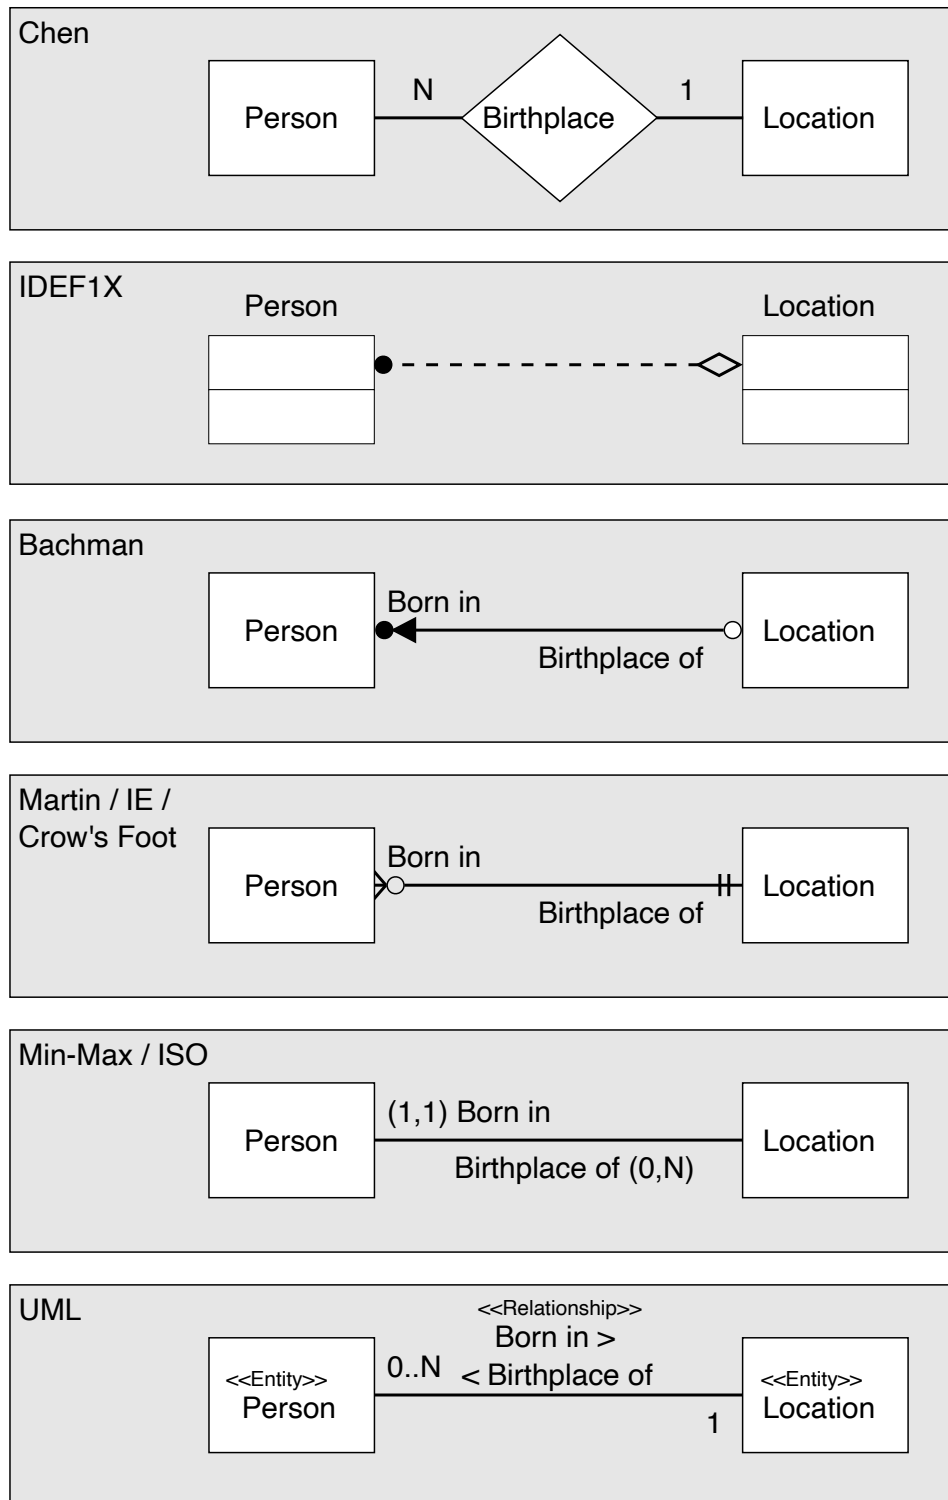 Chen
Person
N
Birthplace
1
Location
IDEF1X
Person
Location
Bachman
Person
Born in
Birthplace of
Location
Martin / IE /
Crow's Foot
Person
Born in
Birthplace of
Location
Min-Max / ISO
Person
(1,1) Born in
Birthplace of (0,N)
Location
UML
<<Entity>>
Person
0..N
<<Relationship>>
Born in >
< Birthplace of
1
<<Entity>>
Location